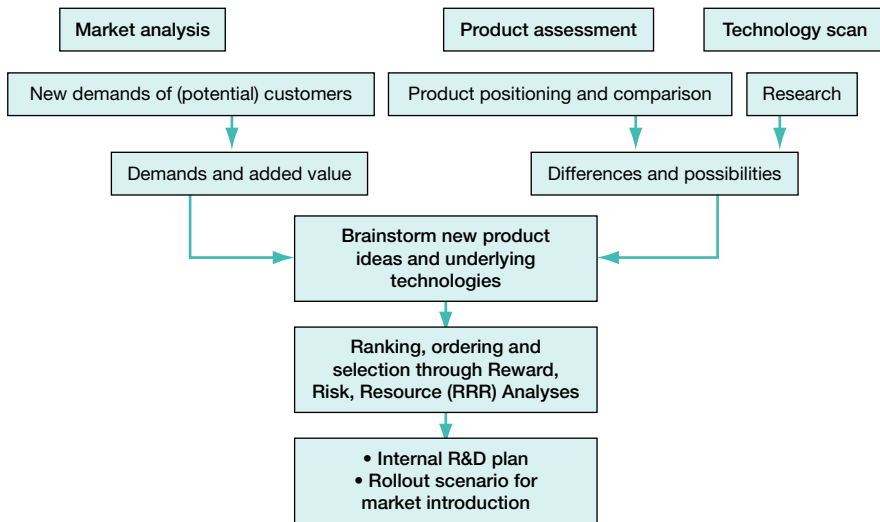 Market analysis
Product assessment
Technology scan
New demands of (potential) customers
Product positioning and comparison
Research
Demands and added value
Differences and possibilities
Brainstorm new product
ideas and underlying
technologies
Ranking, ordering and
selection through Reward,
Risk, Resource (RRR) Analyses
• Internal R&D plan
• Rollout scenario for
market introduction